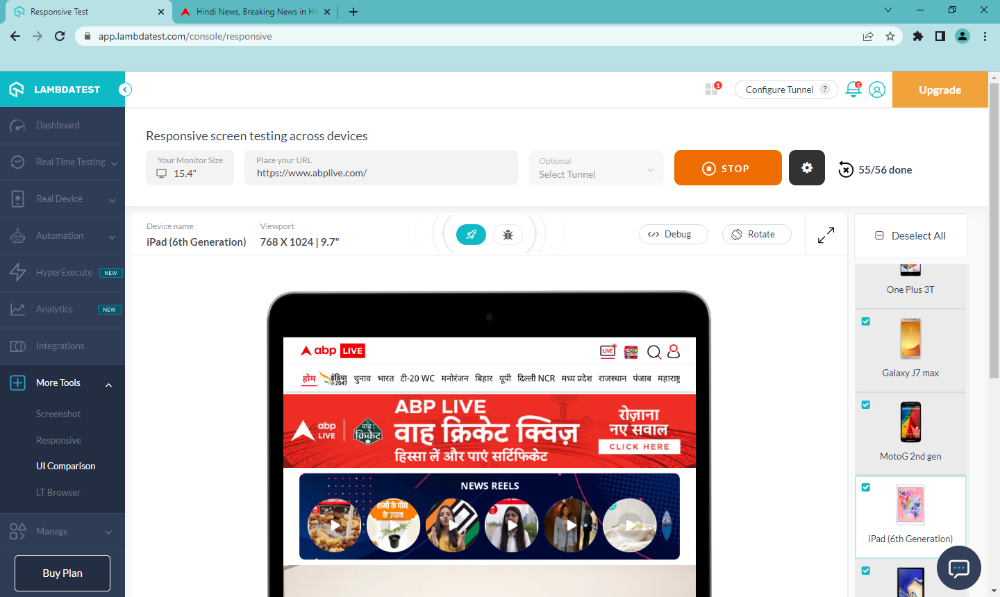 Responsive Test
Hindi News, Breaking News in Hi
app.lambdatest.com/console/responsive
LAMBDATEST
1
Configure Tunnel ?
5
Upgrade
Dashboard
Real Time Testing
Real Device
Automation
HyperExecute NEW
Analytics NEW
Integrations
More Tools
Screenshot
Responsive
UI Comparison
LT Browser
Manage
Buy Plan
Responsive screen testing across devices
Your Monitor Size
15.4"
Place your URL
https://www.abplive.com/
Optional
Select Tunnel
STOP
55/56 done
Device name
iPad (6th Generation)
Viewport
768 X 1024 | 9.7"
Debug
Rotate
Deselect All
One Plus 3T
Galaxy J7 max
MotoG 2nd gen
iPad (6th Generation)
abp LIVE
LIVE
होम इंडिया @2047 चुनाव भारत टी-20 WC मनोरंजन बिहार यूपी दिल्ली NCR मध्य प्रदेश राजस्थान पंजाब महाराष्ट्र
abp LIVE
वाह! क्रिकेट
ABP LIVE
वाह क्रिकेट क्विज़
हिस्सा लें और पाएं सर्टिफिकेट
रोज़ाना
नए सवाल
CLICK HERE
NEWS REELS
शमी के पौधे
के उपाय